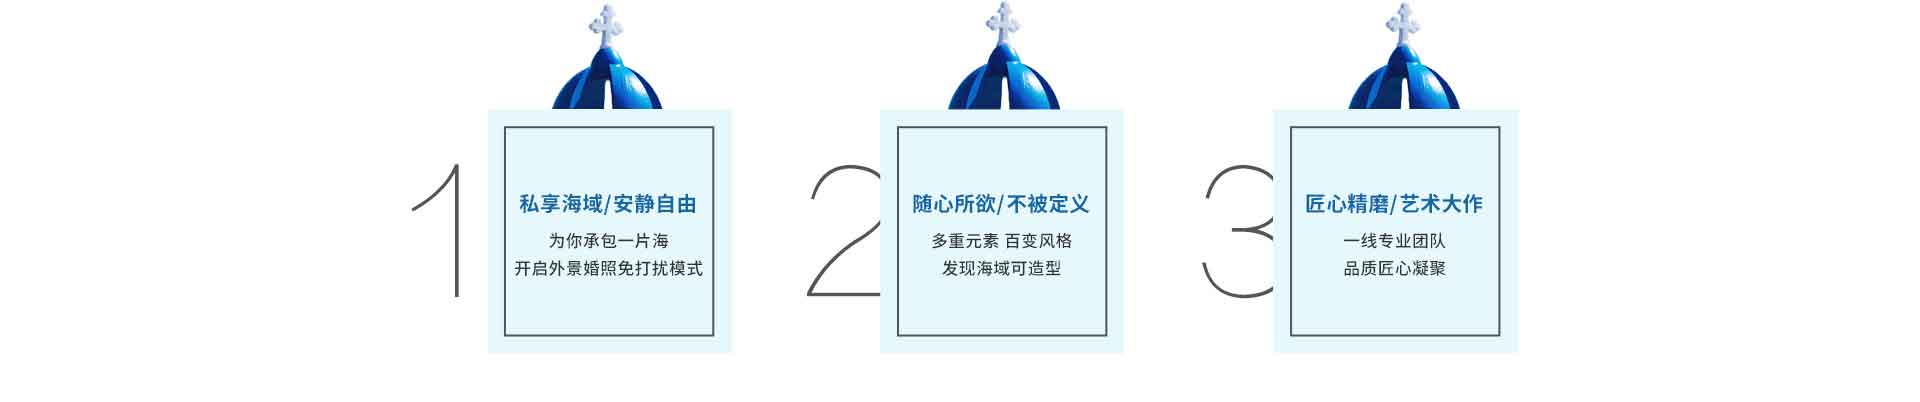 1
私享海域/安静自由
为你承包一片海
开启外景婚照免打扰模式
2
随心所欲/不被定义
多重元素 百变风格
发现海域可造型
3
匠心精磨/艺术大作
一线专业团队
品质匠心凝聚